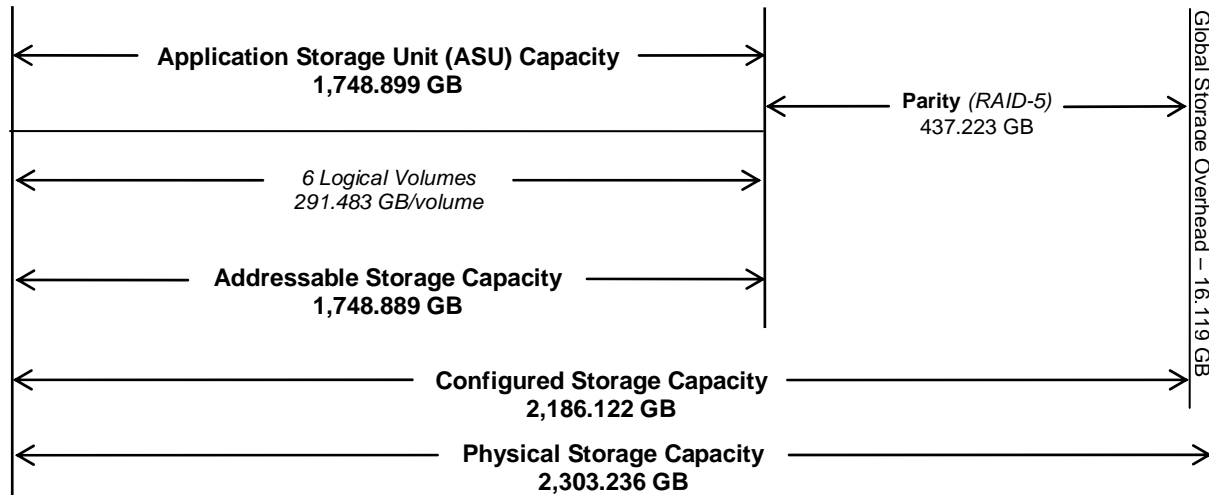 Application Storage Unit (ASU) Capacity
1,748.899 GB
Parity (RAID-5)
437.223 GB
6 Logical Volumes
291.483 GB/volume
Addressable Storage Capacity
1,748.889 GB
Configured Storage Capacity
2,186.122 GB
Physical Storage Capacity
2,303.236 GB
Global Storage Overhead – 16.119 GB